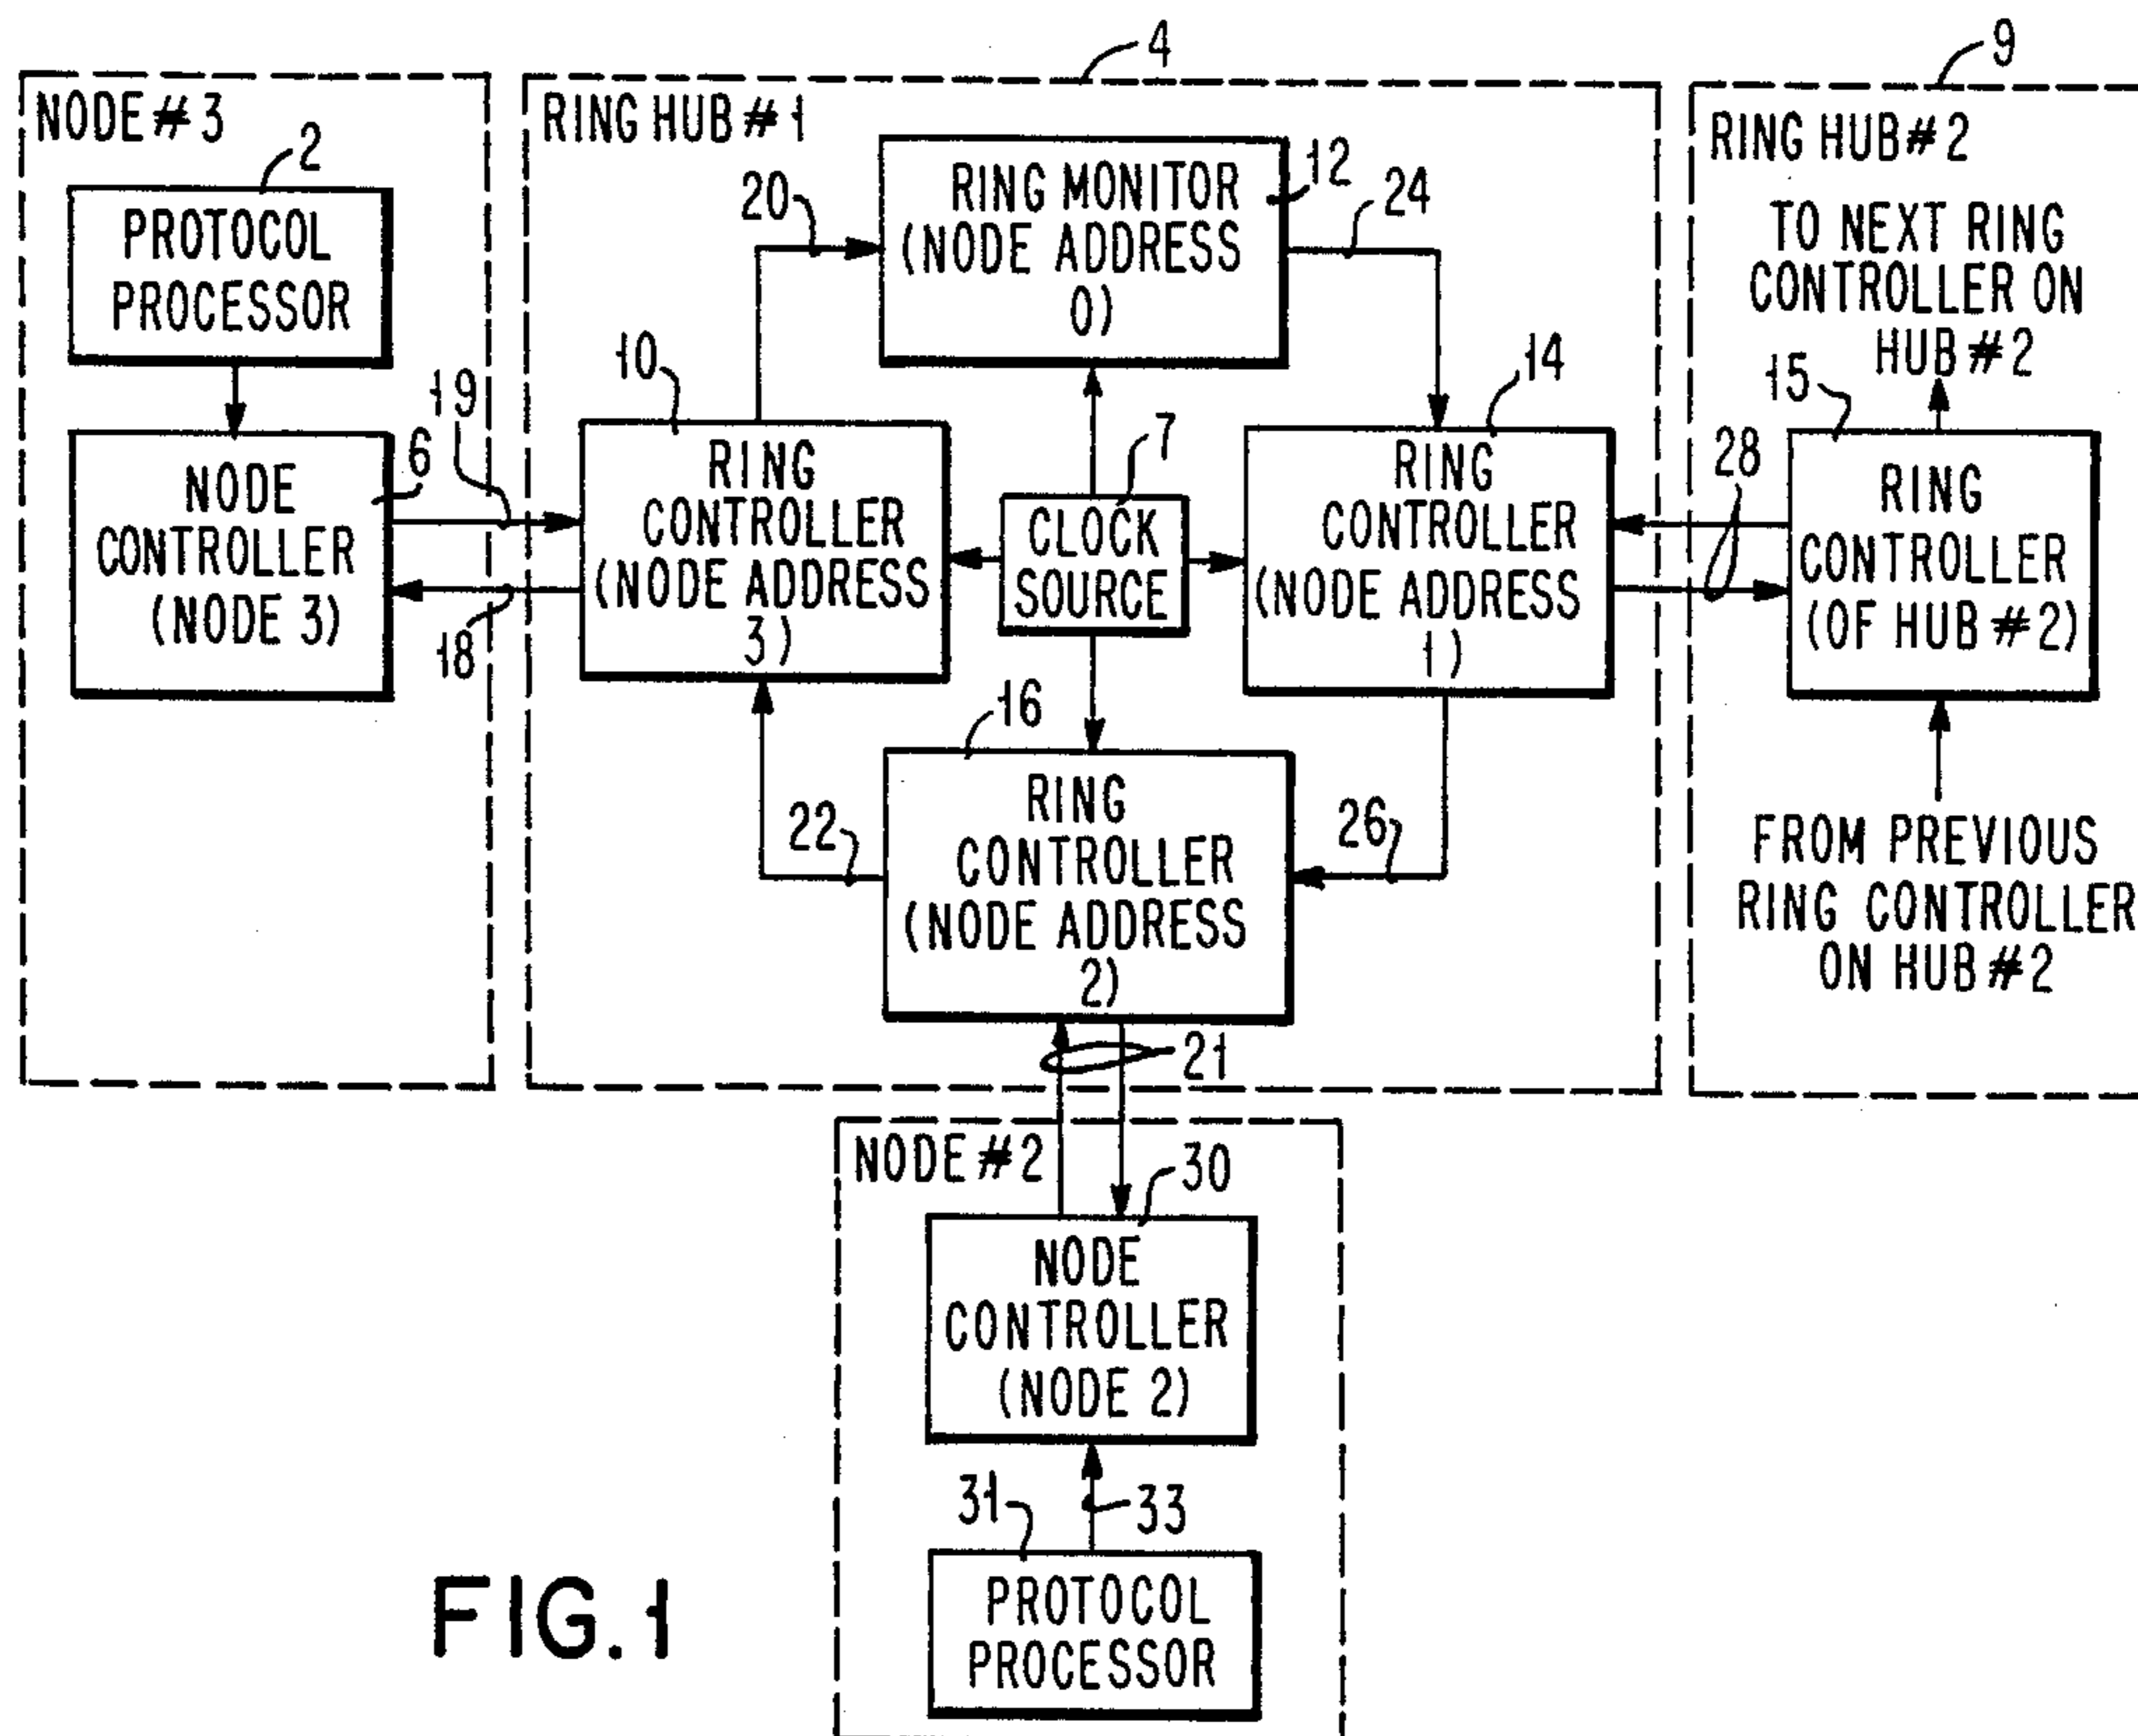 4
9
NODE #3
2
PROTOCOL
PROCESSOR
6
NODE
CONTROLLER
(NODE 3)
19
18
RING HUB #1
20
RING MONITOR
(NODE ADDRESS
0)
12
24
10
RING
CONTROLLER
(NODE ADDRESS
3)
7
CLOCK
SOURCE
14
RING
CONTROLLER
(NODE ADDRESS
1)
16
RING
CONTROLLER
(NODE ADDRESS
2)
22
26
21
RING HUB #2
TO NEXT RING
CONTROLLER ON
HUB #2
15
28
RING
CONTROLLER
(OF HUB #2)
FROM PREVIOUS
RING CONTROLLER
ON HUB #2
NODE #2
30
NODE
CONTROLLER
(NODE 2)
31
33
PROTOCOL
PROCESSOR
FIG. 1